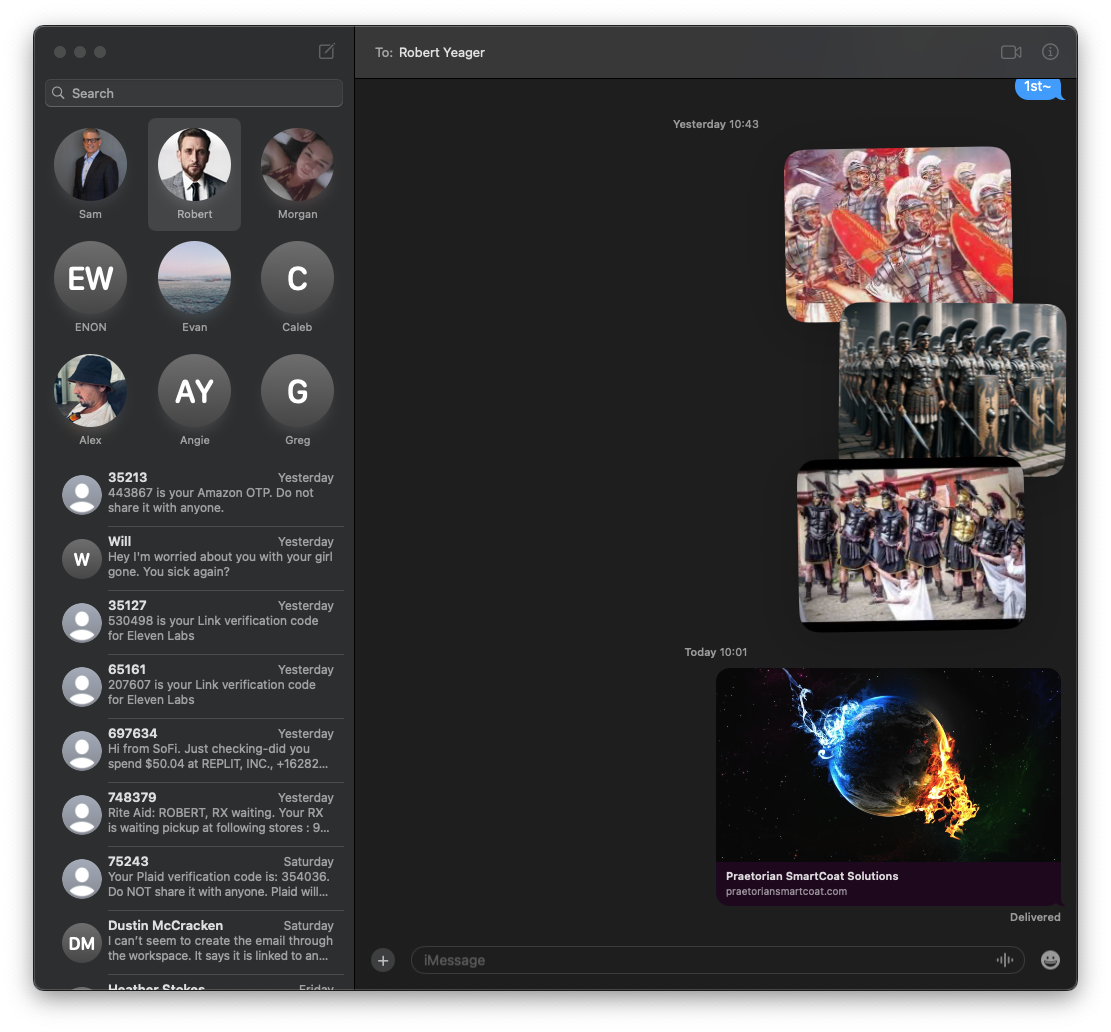 To: Robert Yeager
Search
1st~
Yesterday 10:43
Sam
Robert
Morgan
EW
C
ENON
Evan
Caleb
AY
G
Alex
Angie
Greg
35213
Yesterday
443867 is your Amazon OTP. Do not
share it with anyone.
W
Will
Yesterday
Hey I'm worried about you with your girl
gone. You sick again?
35127
Yesterday
530498 is your Link verification code
for Eleven Labs
65161
Yesterday
207607 is your Link verification code
for Eleven Labs
697634
Yesterday
Hi from SoFi. Just checking-did you
spend $50.04 at REPLIT, INC., +16282...
748379
Yesterday
Rite Aid: ROBERT, RX waiting. Your RX
is waiting pickup at following stores : 9...
75243
Saturday
Your Plaid verification code is: 354036.
Do NOT share it with anyone. Plaid will...
DM
Dustin McCracken
Saturday
I can’t seem to create the email through
the workspace. It says it is linked to an...
Heather Stokes
Friday
Today 10:01
Praetorian SmartCoat Solutions
praetoriansmartcoat.com
Delivered
iMessage